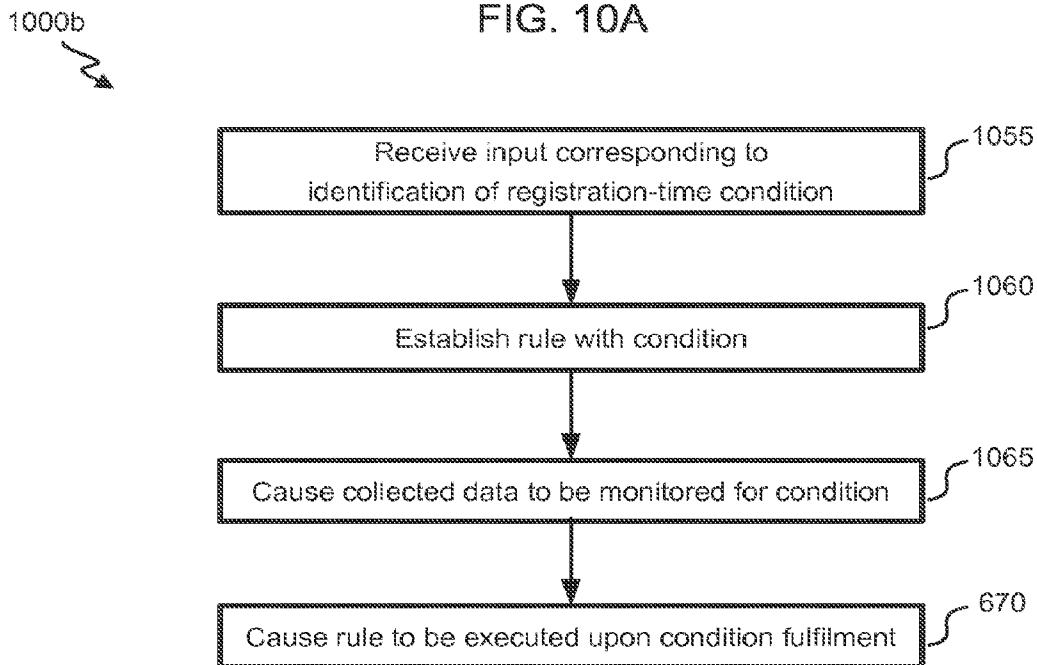 FIG. 10A
1000b
Receive input corresponding to
identification of registration-time condition
1055
Establish rule with condition
1060
Cause collected data to be monitored for condition
1065
Cause rule to be executed upon condition fulfilment
670